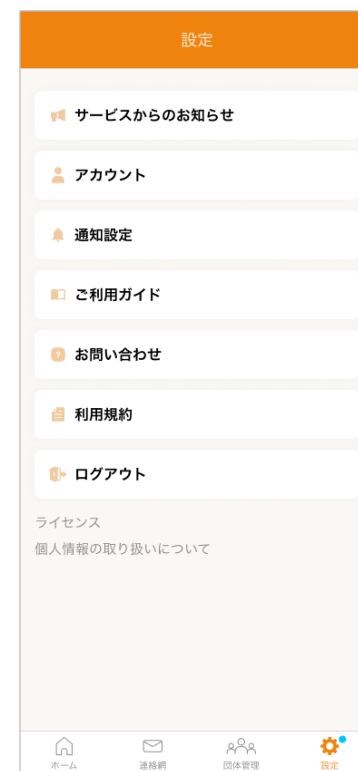 設定
サービスからのお知らせ
アカウント
通知設定
ご利用ガイド
お問い合わせ
利用規約
ログアウト
ライセンス
個人情報の取り扱いについて
ホーム
連絡網
団体管理
設定